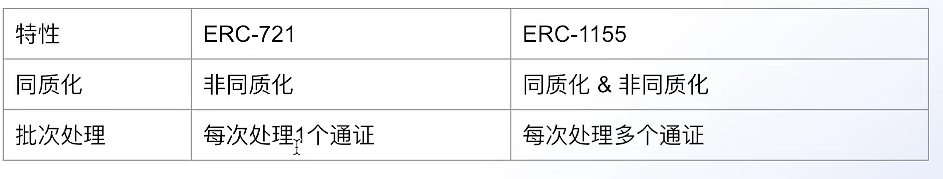 特性 ERC-721 ERC-1155
同质化 非同质化 同质化 & 非同质化
批次处理 每次处理1个通证 每次处理多个通证